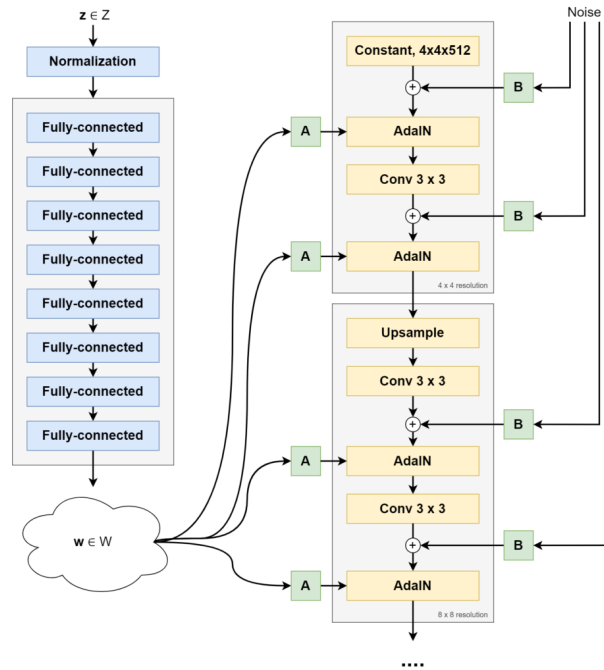 z ∈ Z
Normalization
Fully-connected
Fully-connected
Fully-connected
Fully-connected
Fully-connected
Fully-connected
Fully-connected
Fully-connected
w ∈ W
Noise
Constant, 4x4x512
B
A
AdaIN
Conv 3 x 3
B
A
AdaIN
4 x 4 resolution
Upsample
Conv 3 x 3
B
A
AdaIN
Conv 3 x 3
B
A
AdaIN
8 x 8 resolution
....